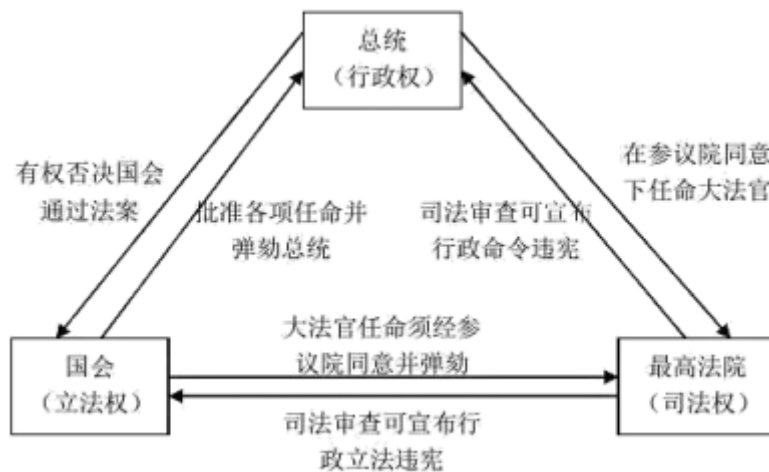 总统
（行政权）
有权否决国会
通过法案
批准各项任命并
弹劾总统
司法审查可宣布
行政命令违宪
在参议院同意
下任命大法官
国会
（立法权）
大法官任命须经参
议院同意并弹劾
司法审查可宣布行
政立法违宪
最高法院
（司法权）